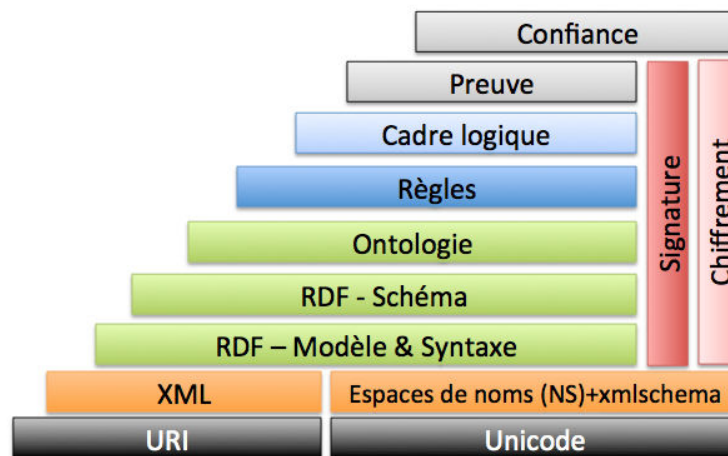 Confiance
Preuve
Cadre logique
Règles
Ontologie
RDF - Schéma
RDF – Modèle & Syntaxe
Signature
Chiffrement
XML
Espaces de noms (NS)+xmlschema
URI
Unicode